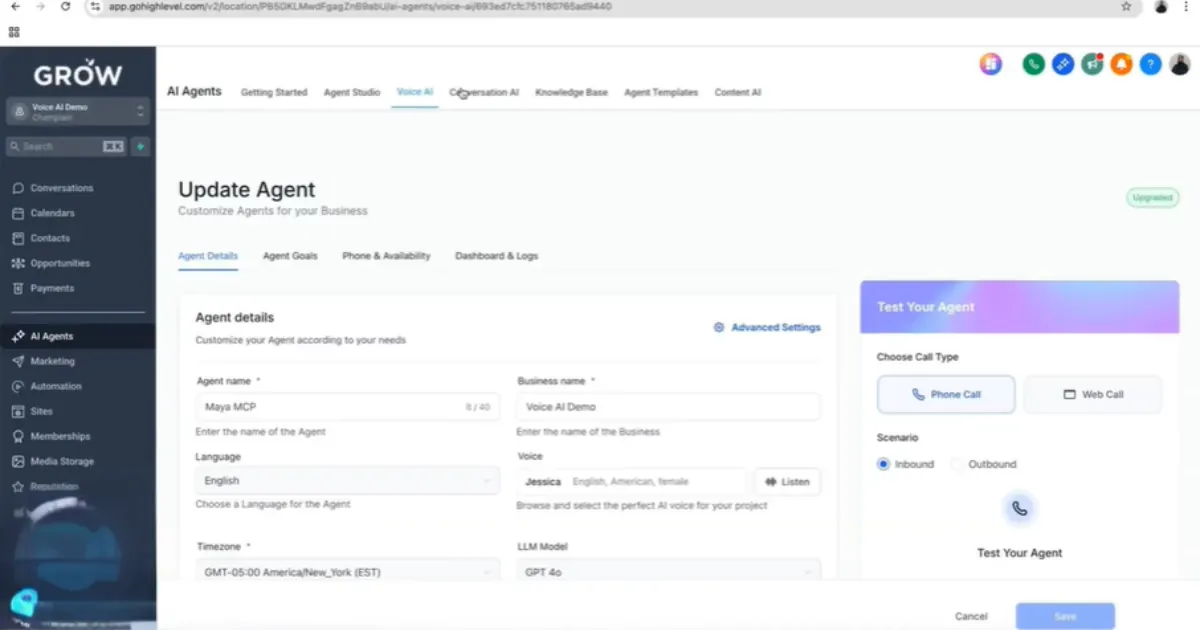 app.gohighlevel.com/v2/location/
GROW
Voice AI Demo
Champlain
Search
⌘K
Conversations
Calendars
Contacts
Opportunities
Payments
AI Agents
Marketing
Automation
Sites
Memberships
Media Storage
Reputation
AI Agents Getting Started Agent Studio Voice AI Conversation AI Knowledge Base Agent Templates Content AI
Update Agent
Customize Agents for your Business
Upgraded
Agent Details Agent Goals Phone & Availability Dashboard & Logs
Agent details
Customize your Agent according to your needs
Advanced Settings
Agent name * Business name *
Maya MCP 8 / 40 Voice AI Demo
Enter the name of the Agent Enter the name of the Business
Language Voice
English Jessica English, American, female Listen
Choose a Language for the Agent Browse and select the perfect AI voice for your project
Timezone * LLM Model
GMT-05:00 America/New_York (EST) GPT 4o
Test Your Agent
Choose Call Type
Phone Call Web Call
Scenario
Inbound Outbound
Test Your Agent
Cancel Save